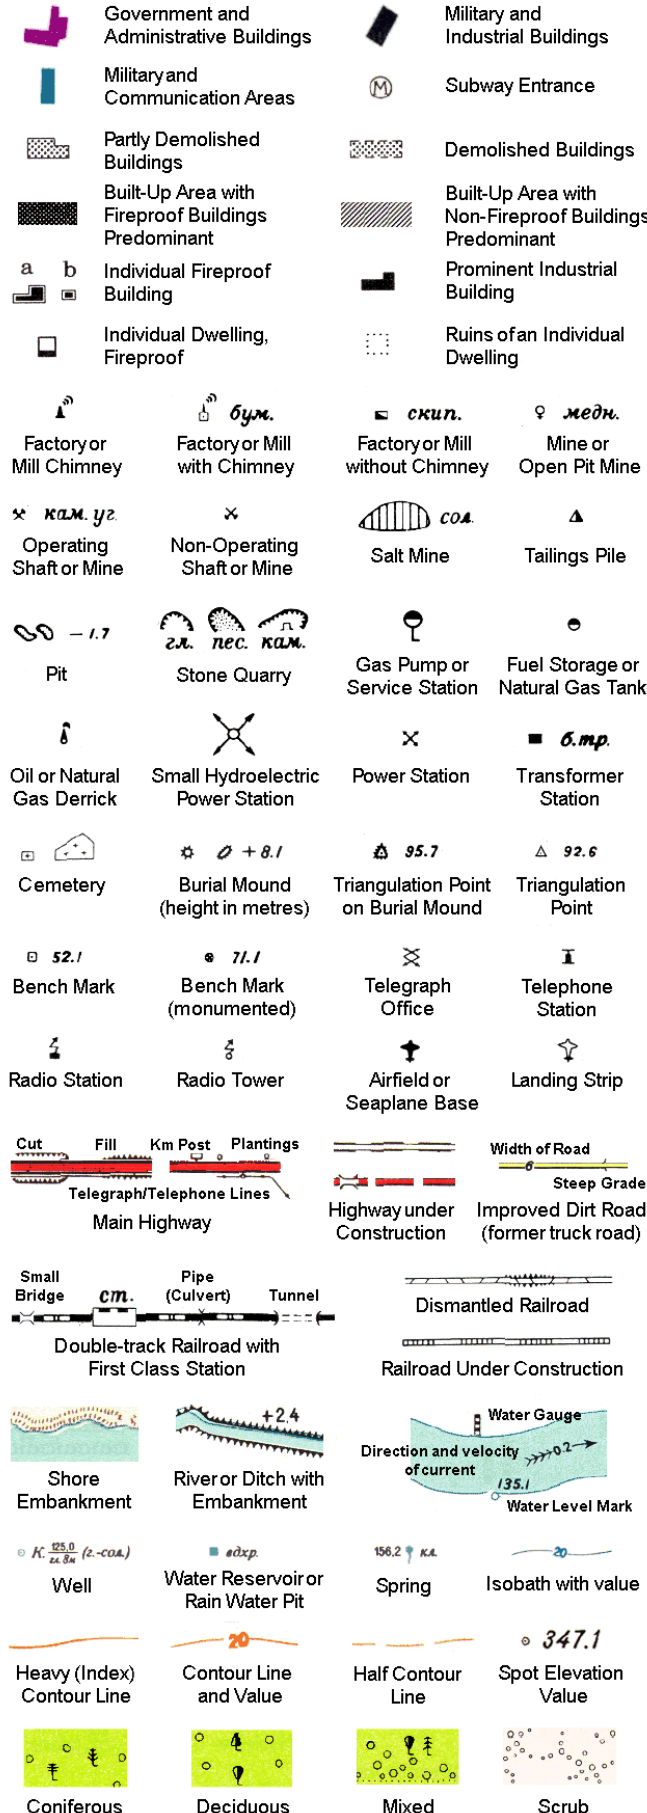 Government and
Administrative Buildings
Military and
Industrial Buildings
Military and
Communication Areas
M
Subway Entrance
Partly Demolished
Buildings
Demolished Buildings
Built-Up Area with
Fireproof Buildings
Predominant
Built-Up Area with
Non-Fireproof Buildings
Predominant
a b
Individual Fireproof
Building
Prominent Industrial
Building
Individual Dwelling,
Fireproof
Ruins of an Individual
Dwelling
бум. скип. медн.
Factory or
Mill Chimney
Factory or Mill
with Chimney
Factory or Mill
without Chimney
Mine or
Open Pit Mine
кам. уг. сол.
Operating
Shaft or Mine
Non-Operating
Shaft or Mine
Salt Mine
Tailings Pile
–1.7 гл. пес. кам.
Pit
Stone Quarry
Gas Pump or
Service Station
Fuel Storage or
Natural Gas Tank
б.тр.
Oil or Natural
Gas Derrick
Small Hydroelectric
Power Station
Power Station
Transformer
Station
+8.1 95.7 92.6
Cemetery
Burial Mound
(height in metres)
Triangulation Point
on Burial Mound
Triangulation
Point
52.1 71.1
Bench Mark
Bench Mark
(monumented)
Telegraph
Office
Telephone
Station
Radio Station
Radio Tower
Airfield or
Seaplane Base
Landing Strip
Cut Fill Km Post Plantings
Telegraph/Telephone Lines
Main Highway
Highway under
Construction
Width of Road
6
Steep Grade
Improved Dirt Road
(former truck road)
Small
Bridge
ст.
Pipe
(Culvert)
Tunnel
Double-track Railroad with
First Class Station
Dismantled Railroad
Railroad Under Construction
Shore
Embankment
+2,4
River or Ditch with
Embankment
Water Gauge
Direction and velocity
of current
0.2
135.1
Water Level Mark
К. 125,0
гл. 8м (г.-сол.)
Well
вдхр.
Water Reservoir or
Rain Water Pit
156,2 кл.
Spring
20
Isobath with value
Heavy (Index)
Contour Line
20
Contour Line
and Value
Half Contour
Line
347.1
Spot Elevation
Value
Coniferous
Deciduous
Mixed
Scrub